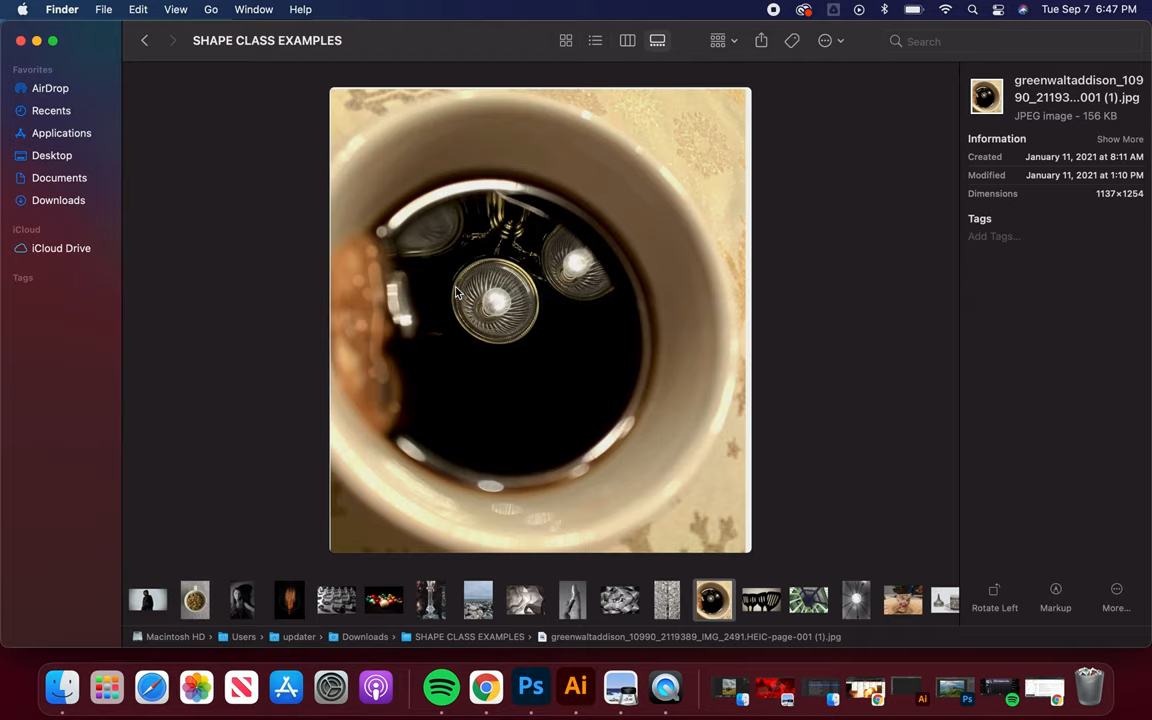 Finder File Edit View Go Window Help Tue Sep 7 6:47 PM
SHAPE CLASS EXAMPLES
Search
Favorites
AirDrop
Recents
Applications
Desktop
Documents
Downloads
iCloud
iCloud Drive
Tags
greenwaltaddison_109
90_21193...001 (1).jpg
JPEG image - 156 KB
Information Show More
Created January 11, 2021 at 8:11 AM
Modified January 11, 2021 at 1:10 PM
Dimensions 1137×1254
Tags
Add Tags...
Rotate Left Markup More...
Macintosh HD › Users › updater › Downloads › SHAPE CLASS EXAMPLES › greenwaltaddison_10990_2119389_IMG_2491.HEIC-page-001 (1).jpg
Ps Ai